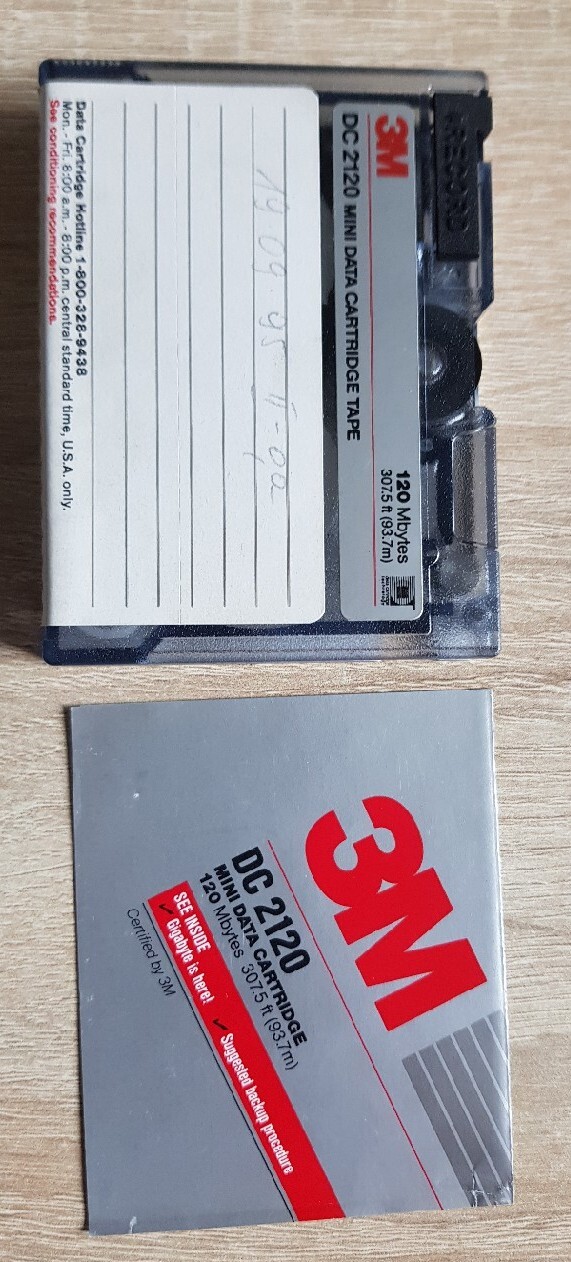 RECORD
3M
DC 2120 MINI DATA CARTRIDGE TAPE
120 Mbytes
307.5 ft (93.7m)
19.09.95
Data Cartridge Hotline 1-800-328-9438
Mon. - Fri. 8:00 a.m. - 8:00 p.m. central standard time, U.S.A. only.
See conditioning recommendations.
3M
DC 2120
MINI DATA CARTRIDGE
120 Mbytes 307.5 ft (93.7m)
SEE INSIDE
✓ Gigabyte is here! ✓ Suggested backup procedure
Certified by 3M